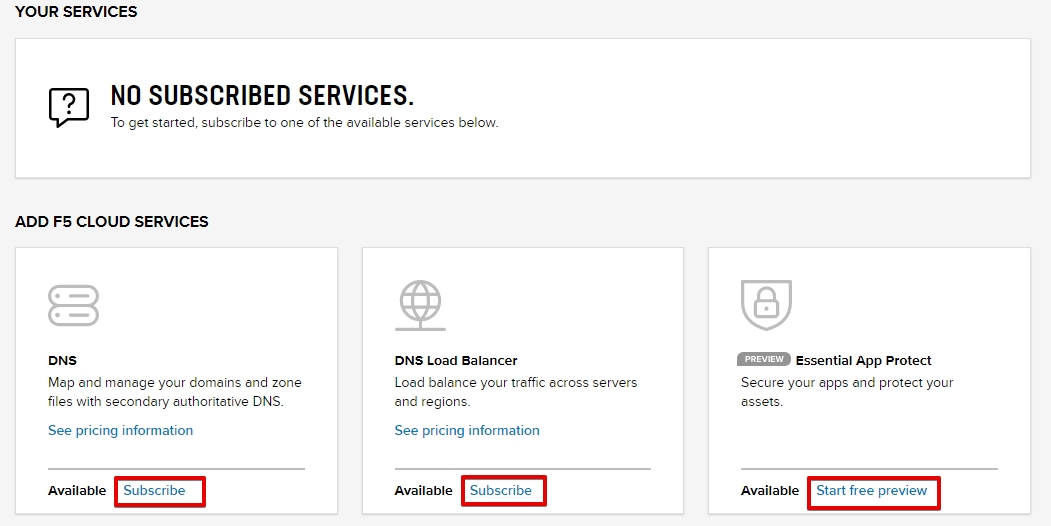 YOUR SERVICES
?
NO SUBSCRIBED SERVICES.
To get started, subscribe to one of the available services below.
ADD F5 CLOUD SERVICES
DNS
Map and manage your domains and zone
files with secondary authoritative DNS.
See pricing information
Available Subscribe
DNS Load Balancer
Load balance your traffic across servers
and regions.
See pricing information
Available Subscribe
PREVIEW Essential App Protect
Secure your apps and protect your
assets.
Available Start free preview